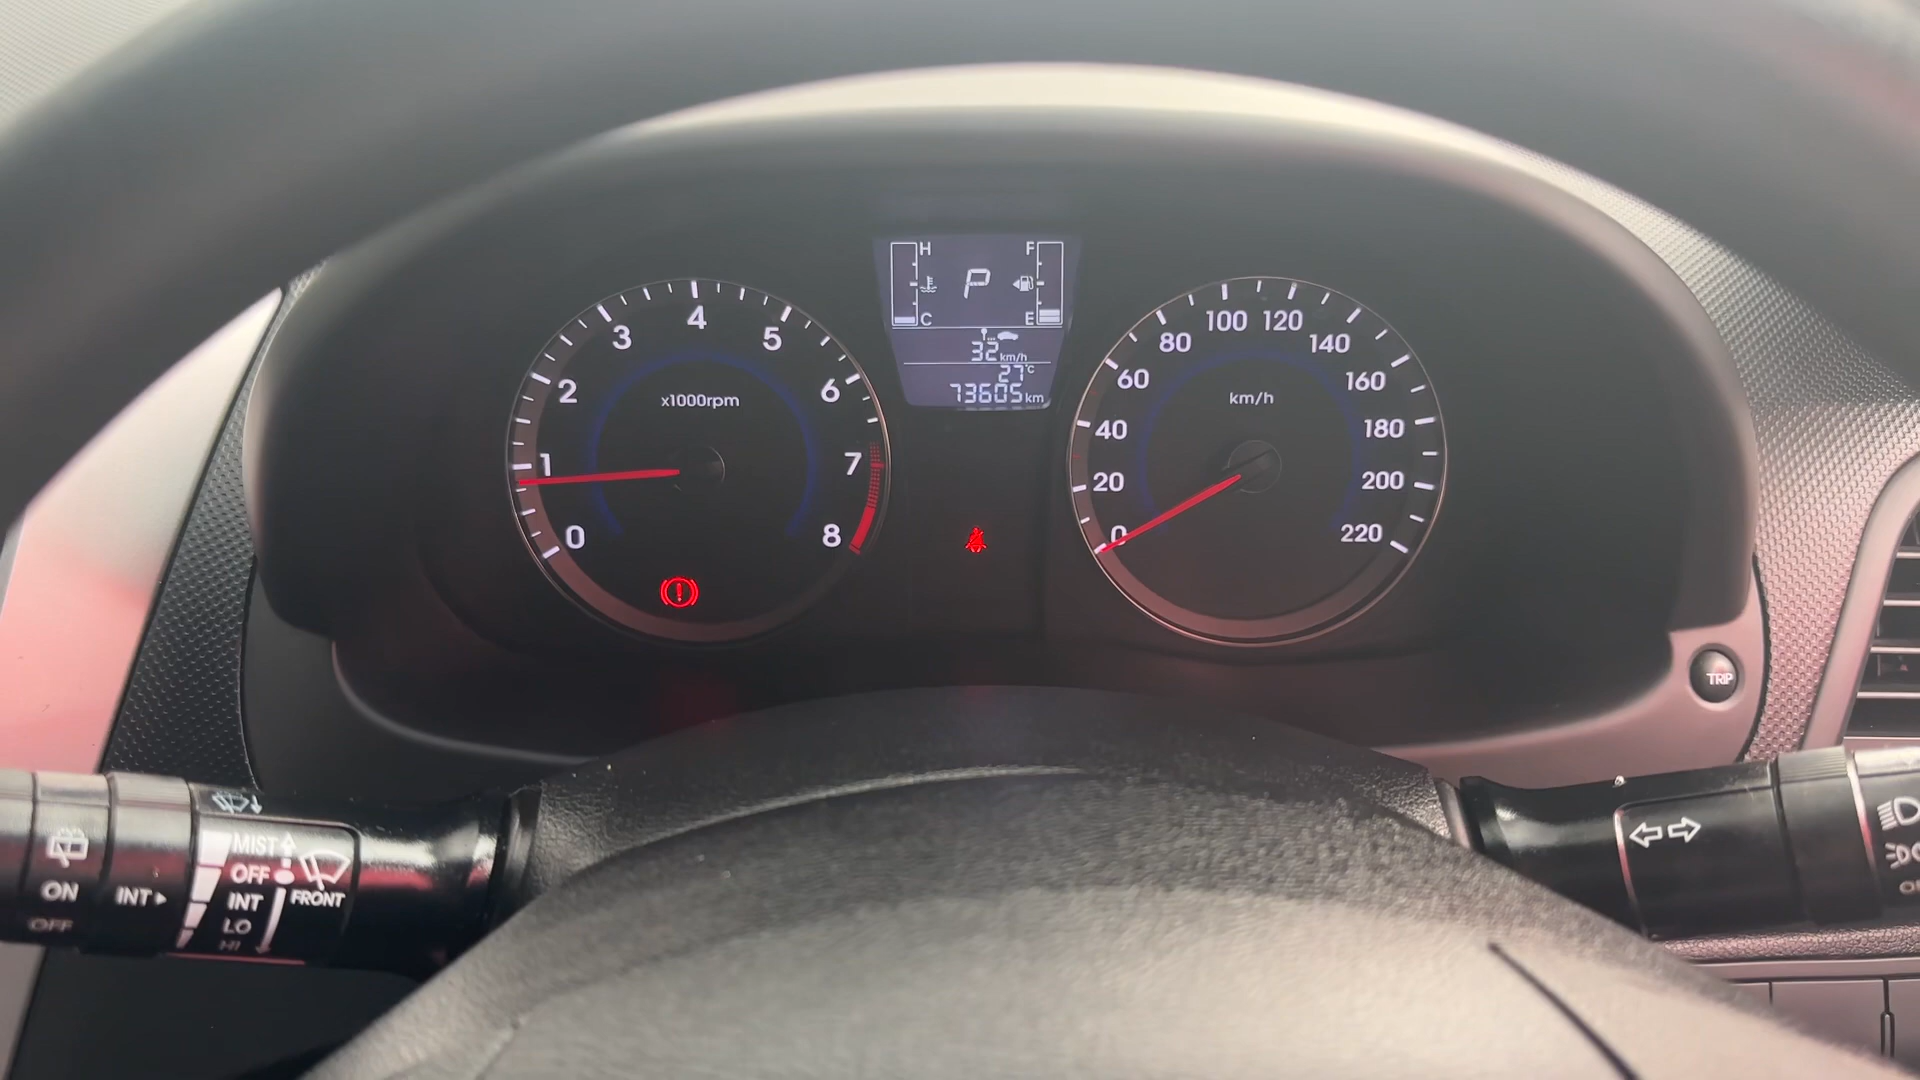 H F
P
C E
32 km/h
27°C
73605 km
0 1 2 3 4 5 6 7 8
x1000rpm
0 20 40 60 80 100 120 140 160 180 200 220
km/h
TRIP
ON
OFF
INT
MIST
OFF
INT
LO
HI
FRONT